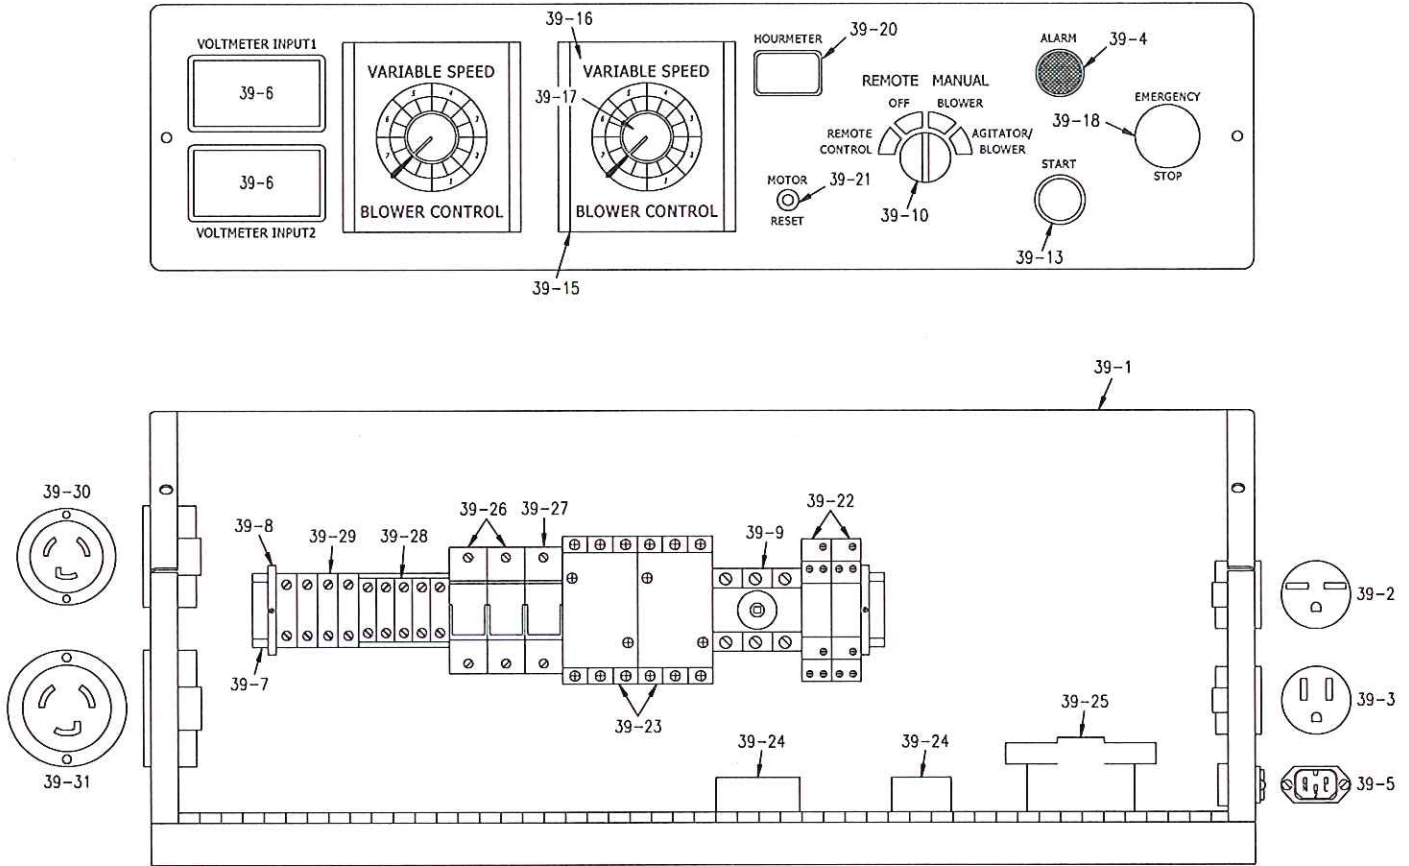 39-16
VOLTMETER INPUT1
39-6
39-6
VOLTMETER INPUT2
VARIABLE SPEED
BLOWER CONTROL
VARIABLE SPEED
39-17
BLOWER CONTROL
39-15
HOURMETER
39-20
REMOTE MANUAL
OFF
BLOWER
REMOTE
CONTROL
AGITATOR/
BLOWER
39-10
MOTOR
39-21
RESET
ALARM
39-4
39-18
EMERGENCY
STOP
START
39-13
39-1
39-30
39-31
39-8
39-7
39-29
39-28
39-26
39-27
39-23
39-9
39-22
39-24
39-24
39-25
39-2
39-3
39-5